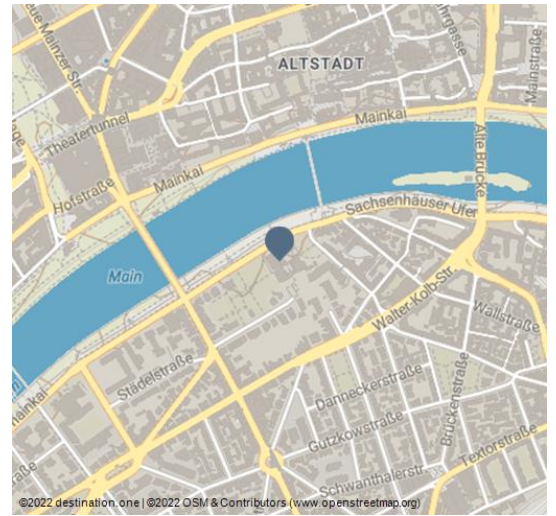 ALTSTADT
Mainkai
Mainstraße
Theatertunnel
Alte Brücke
Hofstraße
Mainkai
Sachsenhäuser Ufer
Main
Walter-Kolb-Str.
Wallstraße
Städelstraße
Danneckerstraße
Brückenstraße
Gutzkowstraße
Textorstraße
Schwanthalerstr.
©2022 destination.one | ©2022 OSM & Contributors (www.openstreetmap.org)